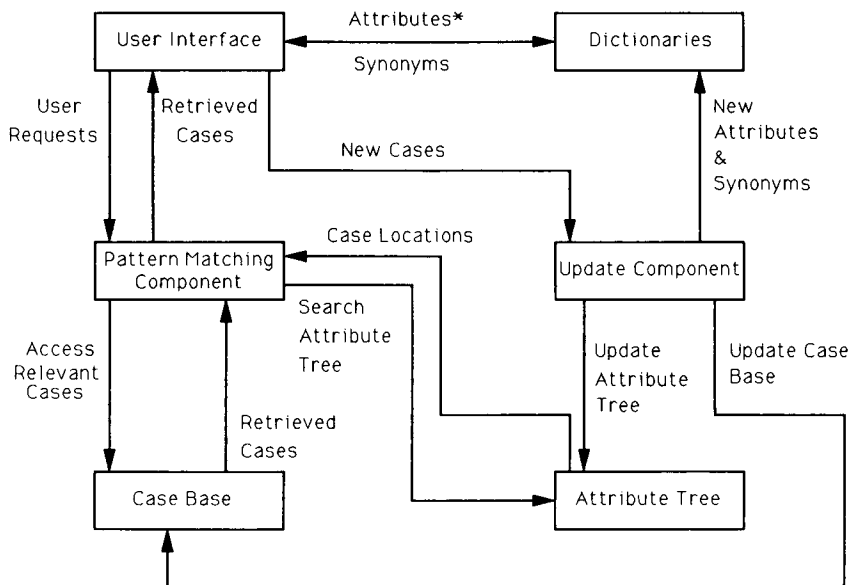 User Interface
Attributes*
Synonyms
Dictionaries
User
Requests
Retrieved
Cases
New Cases
New
Attributes
&
Synonyms
Case Locations
Pattern Matching
Component
Update Component
Search
Attribute
Tree
Access
Relevant
Cases
Retrieved
Cases
Update
Attribute
Tree
Update Case
Base
Case Base
Attribute Tree